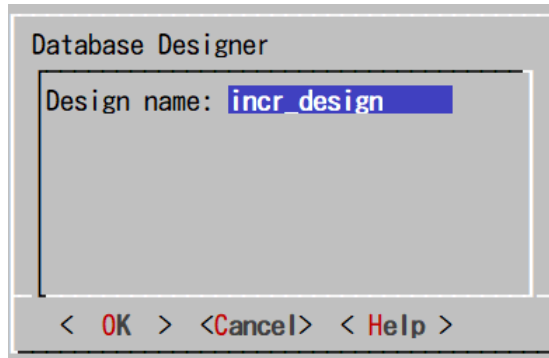 Database Designer
Design name: incr_design
< OK > <Cancel> < Help >